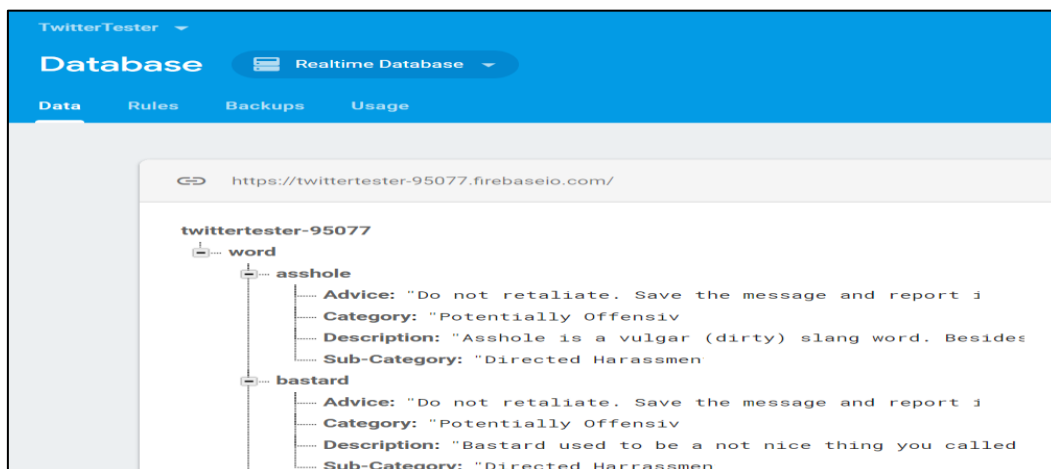 TwitterTester
Database Realtime Database
Data Rules Backups Usage
https://twittertester-95077.firebaseio.com/
twittertester-95077
word
asshole
Advice: "Do not retaliate. Save the message and report i
Category: "Potentially Offensiv
Description: "Asshole is a vulgar (dirty) slang word. Besides
Sub-Category: "Directed Harassmen
bastard
Advice: "Do not retaliate. Save the message and report i
Category: "Potentially Offensiv
Description: "Bastard used to be a not nice thing you called
Sub-Category: "Directed Harrassmen